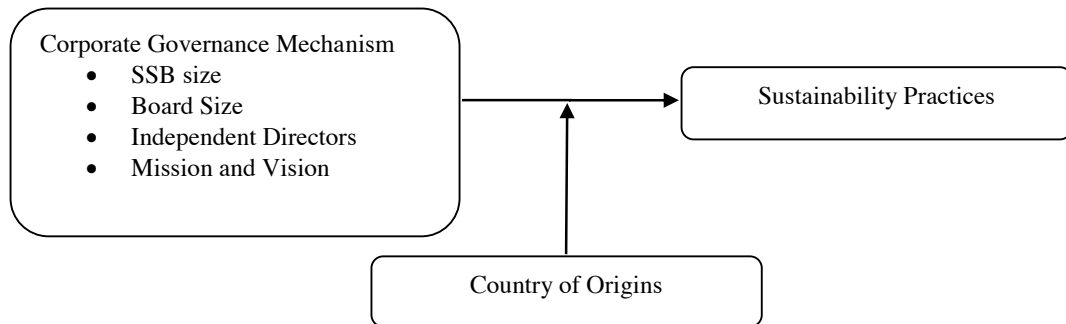 Corporate Governance Mechanism
• SSB size
• Board Size
• Independent Directors
• Mission and Vision
Sustainability Practices
Country of Origins